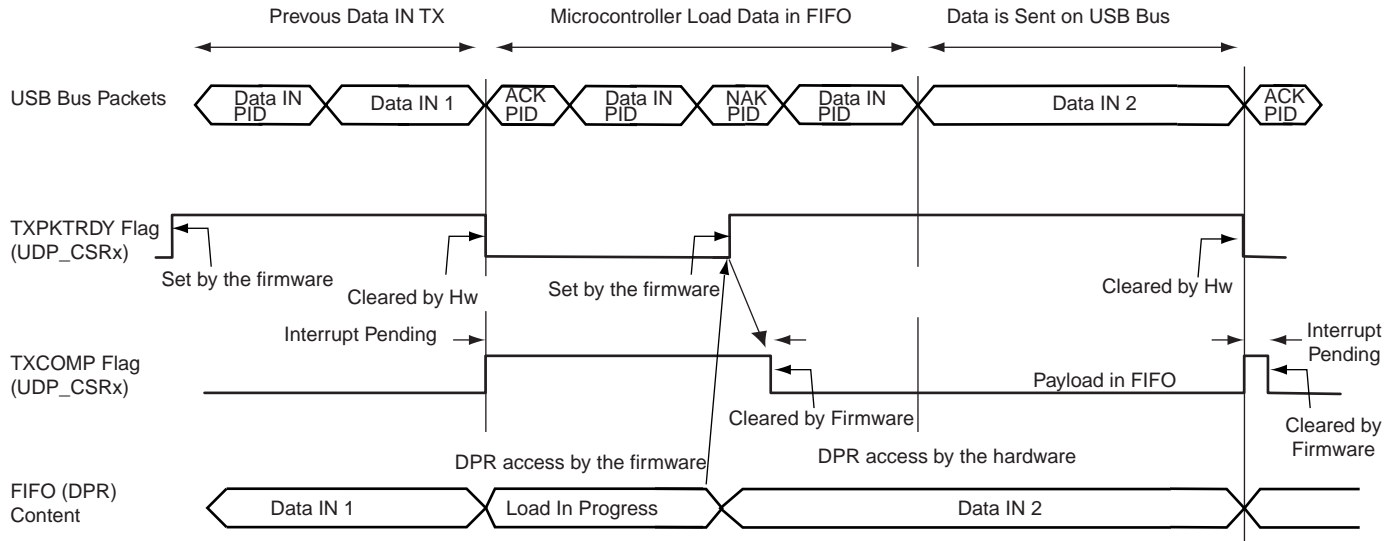 Prevous Data IN TX
Microcontroller Load Data in FIFO
Data is Sent on USB Bus
USB Bus Packets
Data IN
PID
Data IN 1
ACK
PID
Data IN
PID
NAK
PID
Data IN
PID
Data IN 2
ACK
PID
TXPKTRDY Flag
(UDP_CSRx)
Set by the firmware
Cleared by Hw
Set by the firmware
Cleared by Hw
Interrupt Pending
Interrupt
Pending
TXCOMP Flag
(UDP_CSRx)
Payload in FIFO
Cleared by Firmware
Cleared by
Firmware
DPR access by the firmware
DPR access by the hardware
FIFO (DPR)
Content
Data IN 1
Load In Progress
Data IN 2